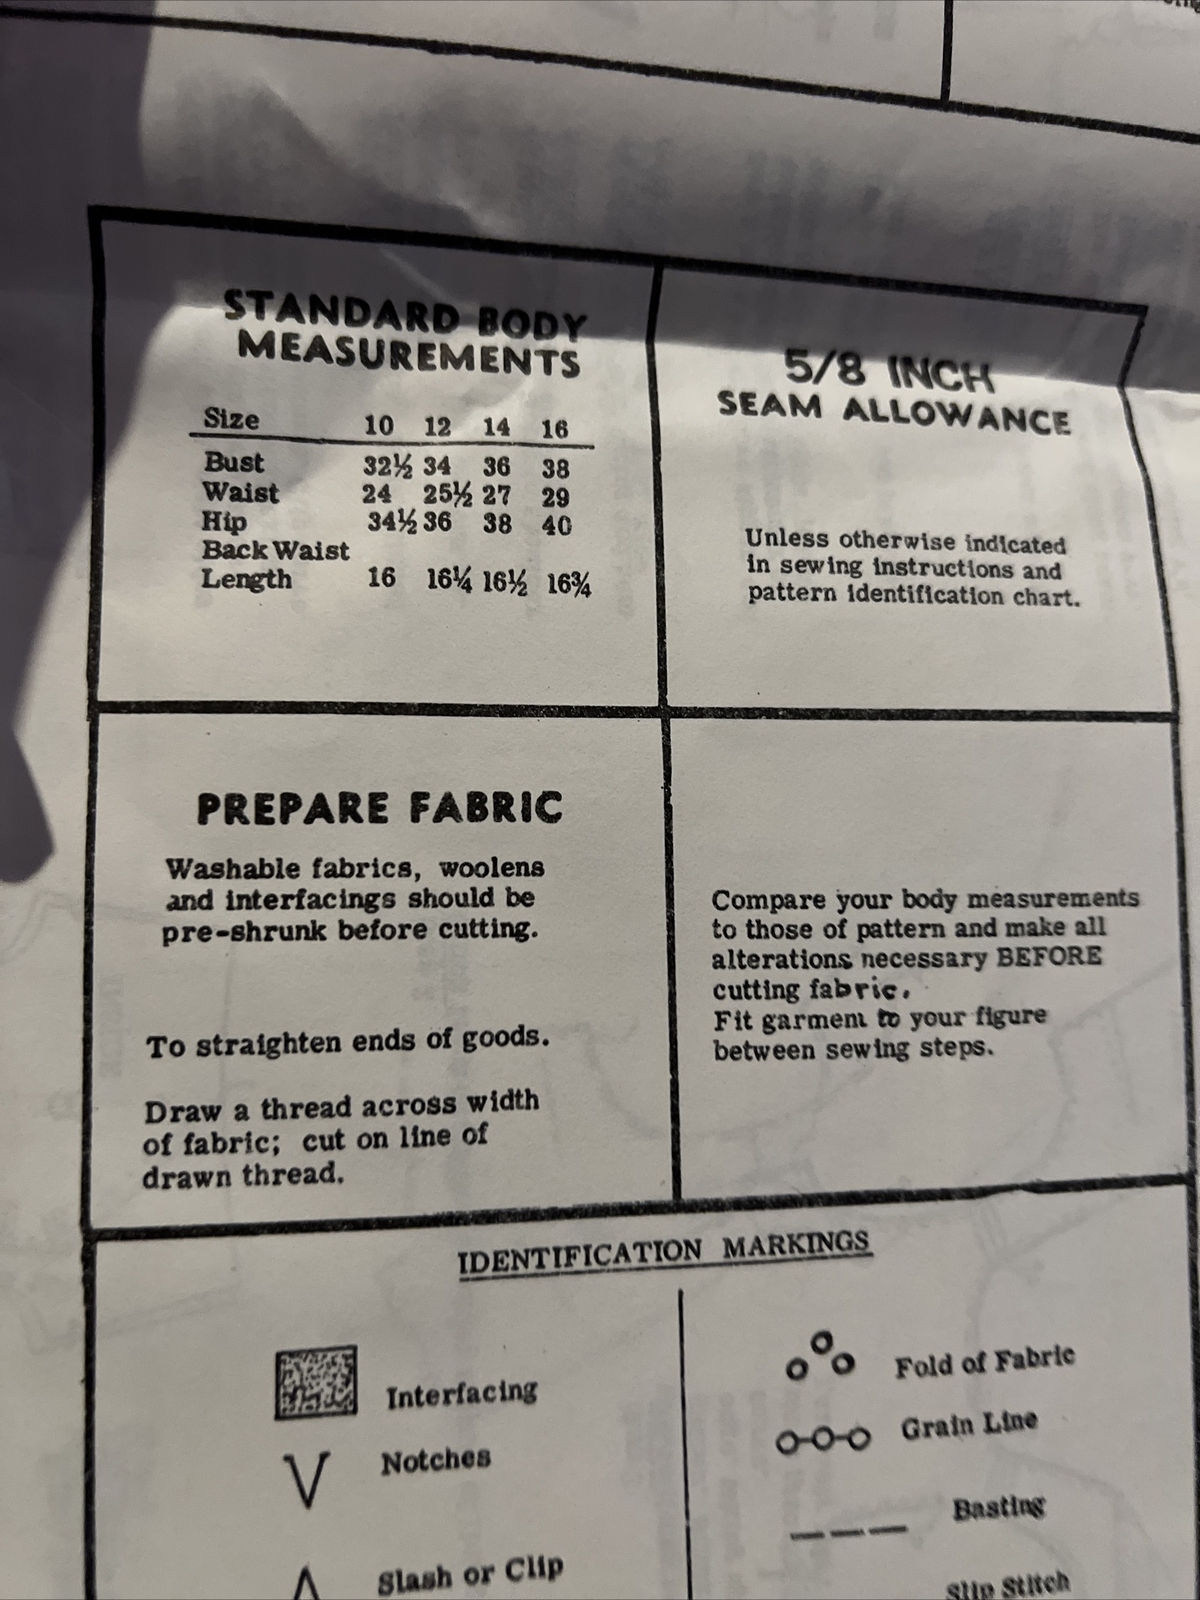 STANDARD BODY
MEASUREMENTS
Size 10 12 14 16
Bust 32½ 34 36 38
Waist 24 25½ 27 29
Hip 34½ 36 38 40
Back Waist
Length 16 16¼ 16½ 16¾
5/8 INCH
SEAM ALLOWANCE
Unless otherwise indicated
in sewing instructions and
pattern identification chart.
PREPARE FABRIC
Washable fabrics, woolens
and interfacings should be
pre-shrunk before cutting.
To straighten ends of goods.
Draw a thread across width
of fabric; cut on line of
drawn thread.
Compare your body measurements
to those of pattern and make all
alterations necessary BEFORE
cutting fabric.
Fit garment to your figure
between sewing steps.
IDENTIFICATION MARKINGS
Interfacing
Notches
Slash or Clip
Fold of Fabric
Grain Line
Basting
Slip Stitch